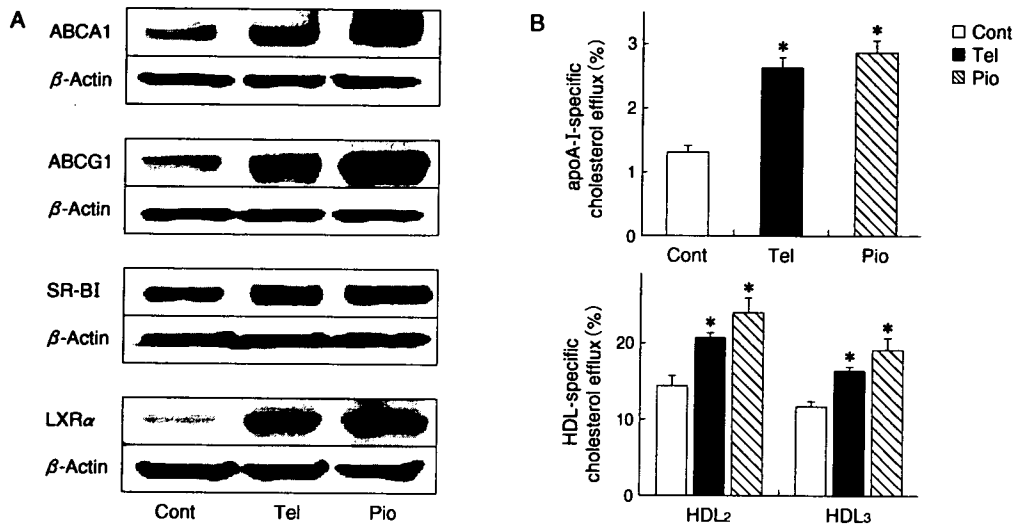 A
ABCA1
β-Actin
ABCG1
β-Actin
SR-BI
β-Actin
LXRα
β-Actin
Cont Tel Pio
B
apoA-I-specific
cholesterol efflux (%)
3
2
1
0
Cont Tel Pio
* *
Cont
Tel
Pio
HDL-specific
cholesterol efflux (%)
20
10
0
* * * *
HDL₂ HDL₃